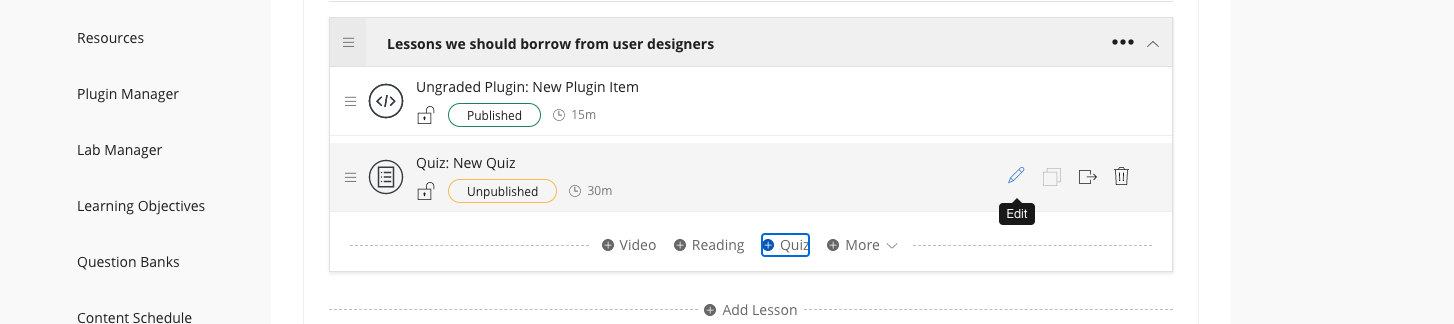 Resources
Plugin Manager
Lab Manager
Learning Objectives
Question Banks
Content Schedule
Lessons we should borrow from user designers
Ungraded Plugin: New Plugin Item
Published 15m
Quiz: New Quiz
Unpublished 30m
Edit
Video Reading Quiz More
Add Lesson